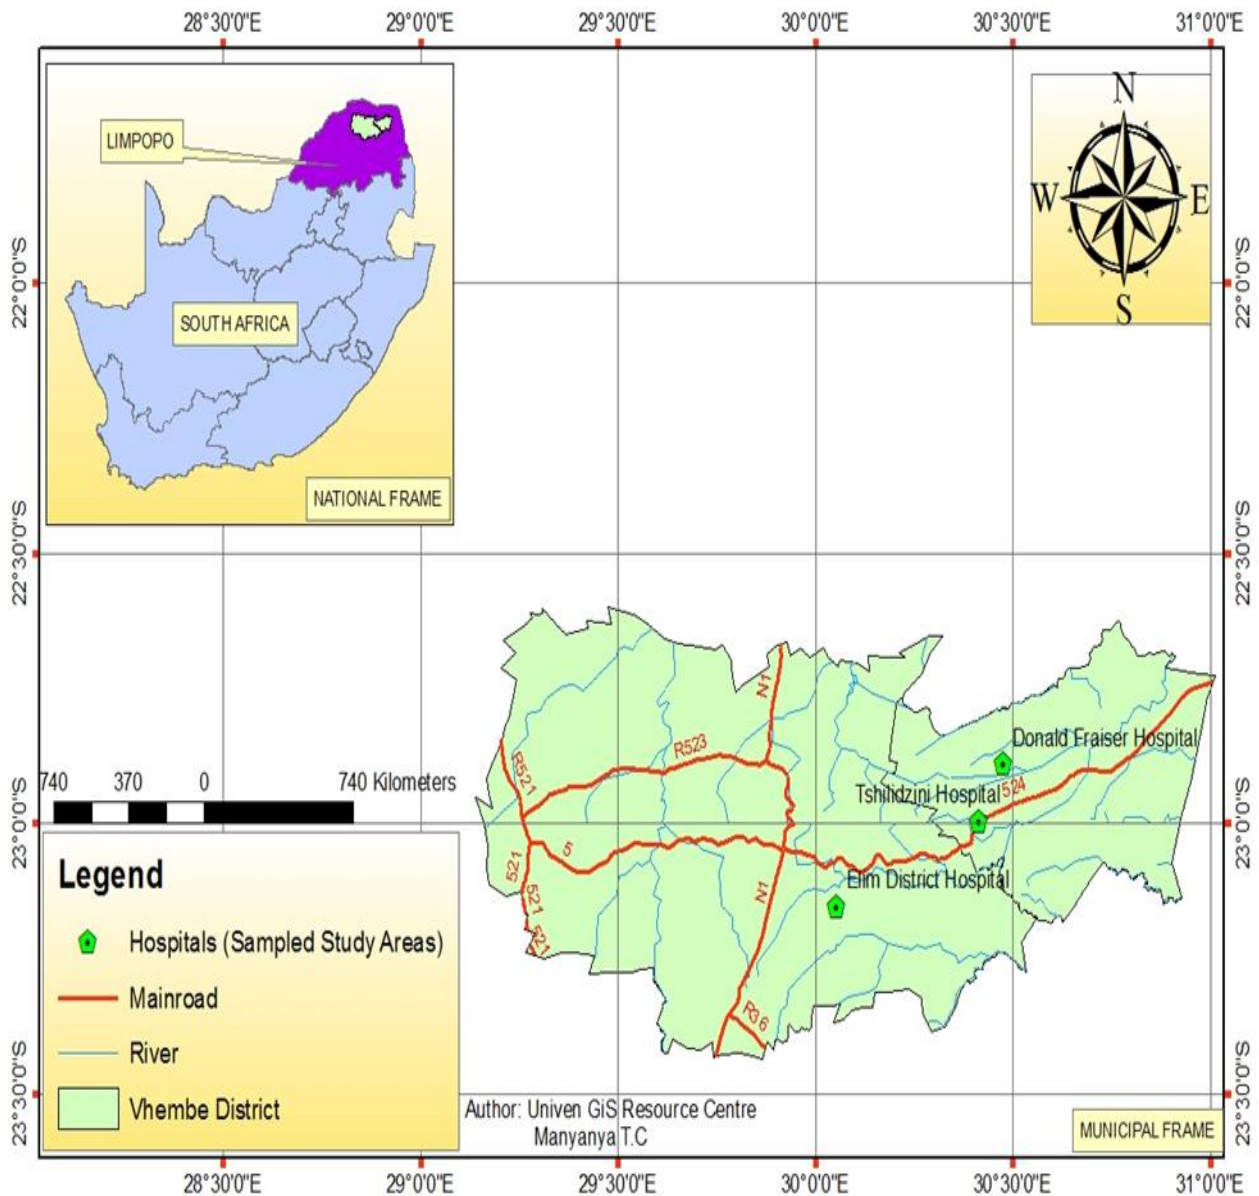 28°30'0"E 29°0'0"E 29°30'0"E 30°0'0"E 30°30'0"E 31°0'0"E
LIMPOPO
SOUTH AFRICA
NATIONAL FRAME
N
W E
S
22°0'0"S 22°0'0"S
22°30'0"S 22°30'0"S
23°0'0"S 23°0'0"S
23°30'0"S 23°30'0"S
N1
R523
R521
Donald Fraiser Hospital
524
Tshilidzini Hospital
5
521
521
521
Elim District Hospital
N1
R36
740 370 0 740 Kilometers
Legend
Hospitals (Sampled Study Areas)
Mainroad
River
Vhembe District
Author: Univen GiS Resource Centre
Manyanya T.C
MUNICIPAL FRAME
28°30'0"E 29°0'0"E 29°30'0"E 30°0'0"E 30°30'0"E 31°0'0"E